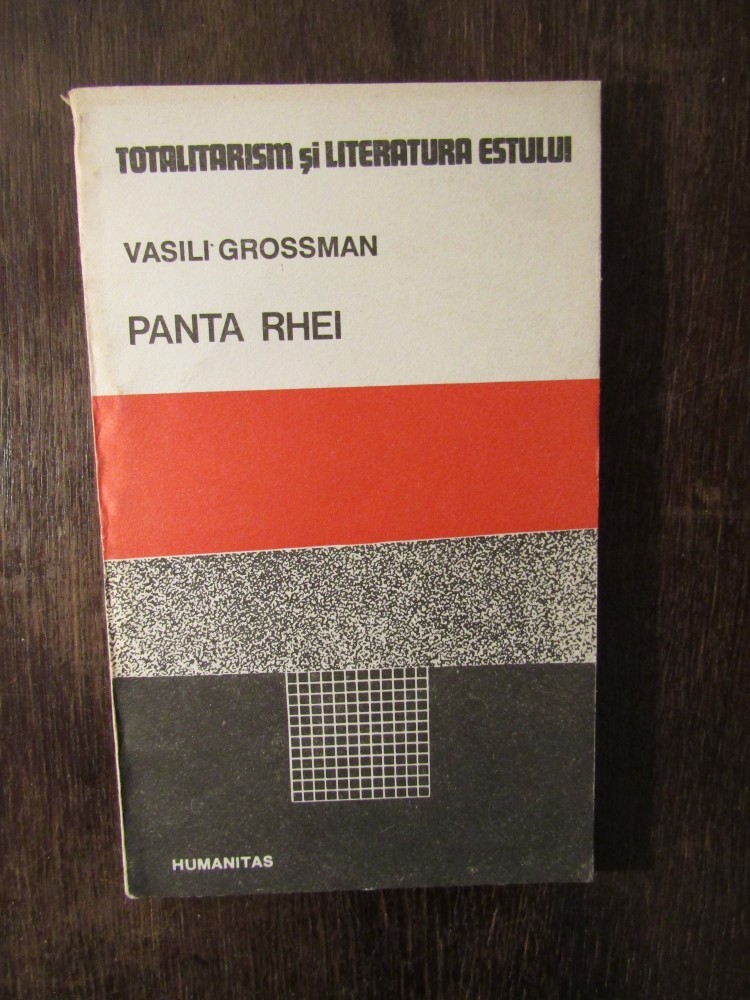 TOTALITARISM şi LITERATURA ESTULUI
VASILI GROSSMAN
PANTA RHEI
HUMANITAS